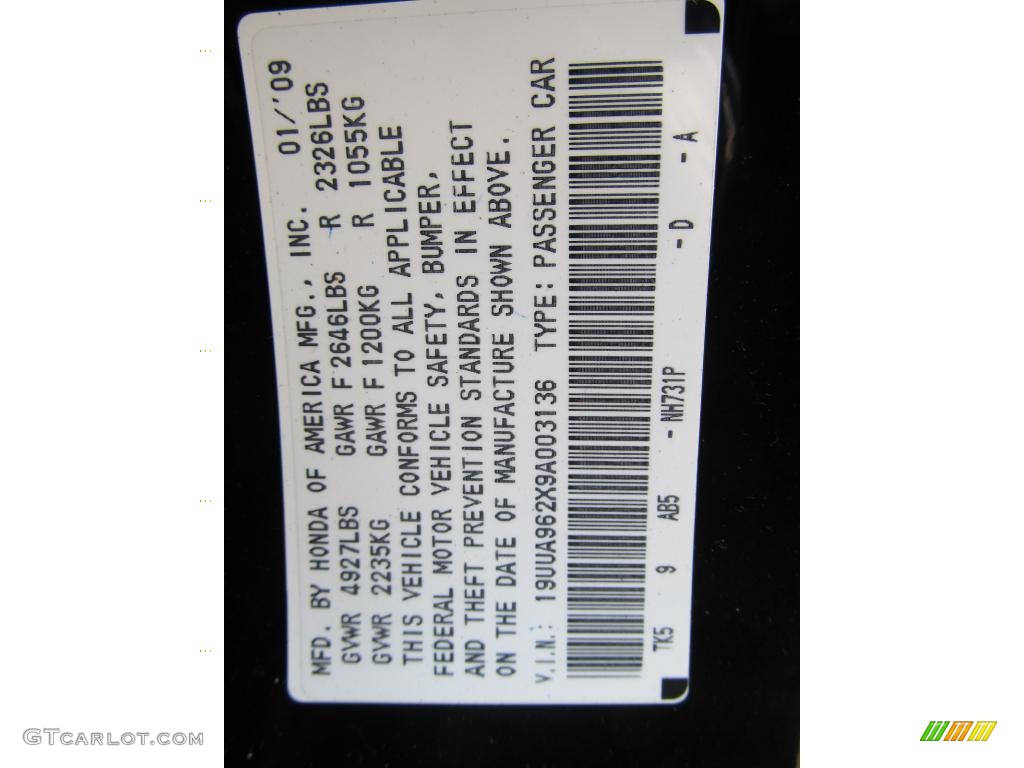 MFD. BY HONDA OF AMERICA MFG., INC. 01/'09
GVWR 4927LBS GAWR F 2646LBS R 2326LBS
GVWR 2235KG GAWR F 1200KG R 1055KG
THIS VEHICLE CONFORMS TO ALL APPLICABLE
FEDERAL MOTOR VEHICLE SAFETY, BUMPER,
AND THEFT PREVENTION STANDARDS IN EFFECT
ON THE DATE OF MANUFACTURE SHOWN ABOVE.
V.I.N.: 19UUA962X9A003136 TYPE: PASSENGER CAR
TK5 9 AB5 - NH731P - D - A
GTCARLOT.COM